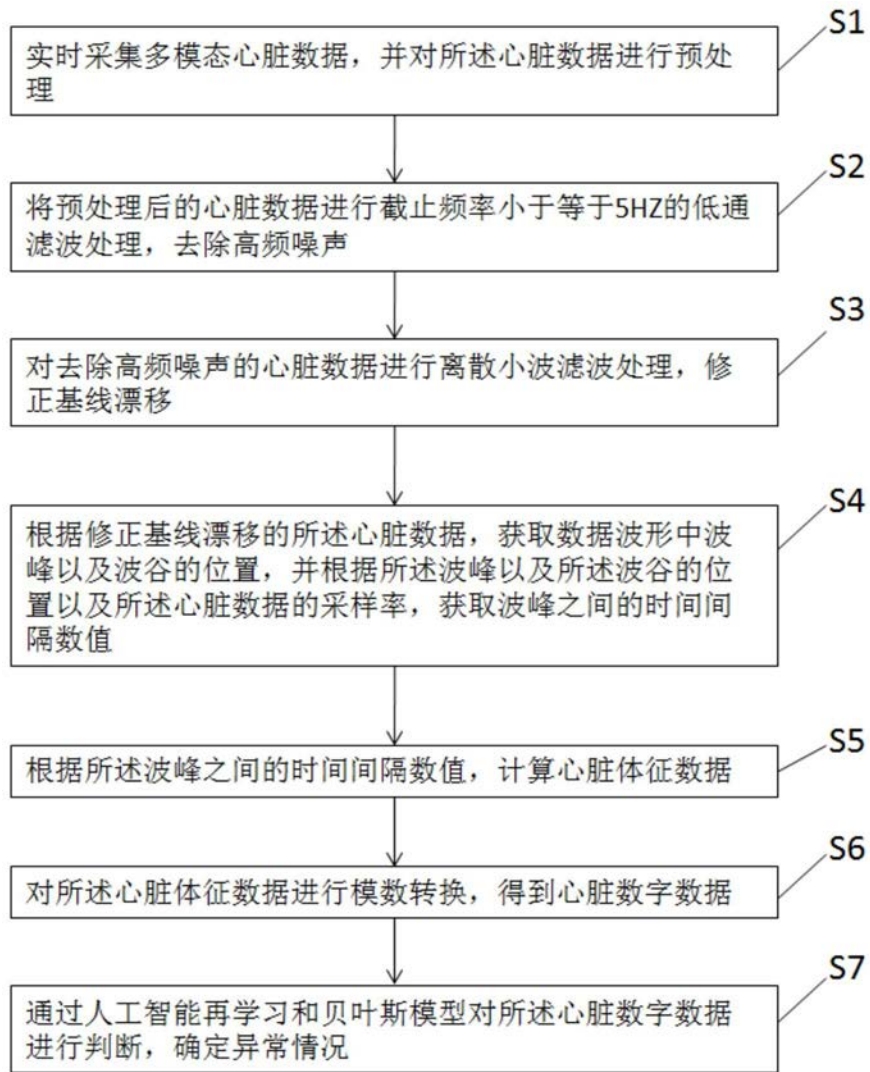 S1
实时采集多模态心脏数据，并对所述心脏数据进行预处
理
S2
将预处理后的心脏数据进行截止频率小于等于5HZ的低通
滤波处理，去除高频噪声
S3
对去除高频噪声的心脏数据进行离散小波滤波处理，修
正基线漂移
S4
根据修正基线漂移的所述心脏数据，获取数据波形中波
峰以及波谷的位置，并根据所述波峰以及所述波谷的位
置以及所述心脏数据的采样率，获取波峰之间的时间间
隔数值
S5
根据所述波峰之间的时间间隔数值，计算心脏体征数据
S6
对所述心脏体征数据进行模数转换，得到心脏数字数据
S7
通过人工智能再学习和贝叶斯模型对所述心脏数字数据
进行判断，确定异常情况